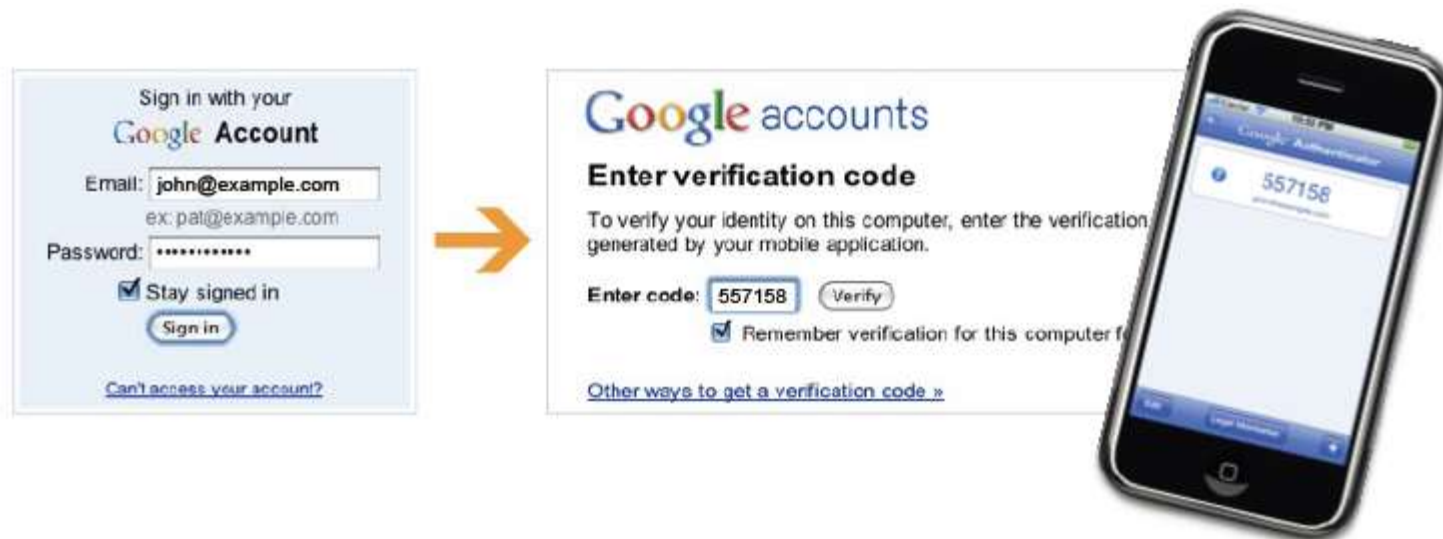 Sign in with your
Google Account
Email: john@example.com
ex: pat@example.com
Password: ••••••••••••
Stay signed in
Sign in
Can't access your account?
Google accounts
Enter verification code
To verify your identity on this computer, enter the verification
generated by your mobile application.
Enter code: 557158 Verify
Remember verification for this computer
Other ways to get a verification code »
Google Authenticator
557158
Edit
Legal Information
+